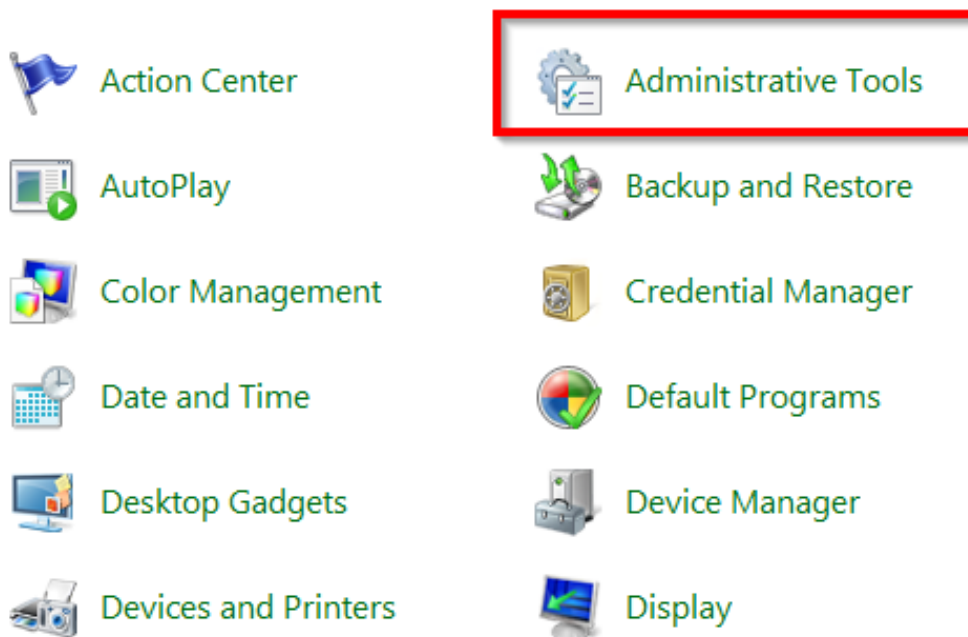 Action Center
Administrative Tools
AutoPlay
Backup and Restore
Color Management
Credential Manager
Date and Time
Default Programs
Desktop Gadgets
Device Manager
Devices and Printers
Display